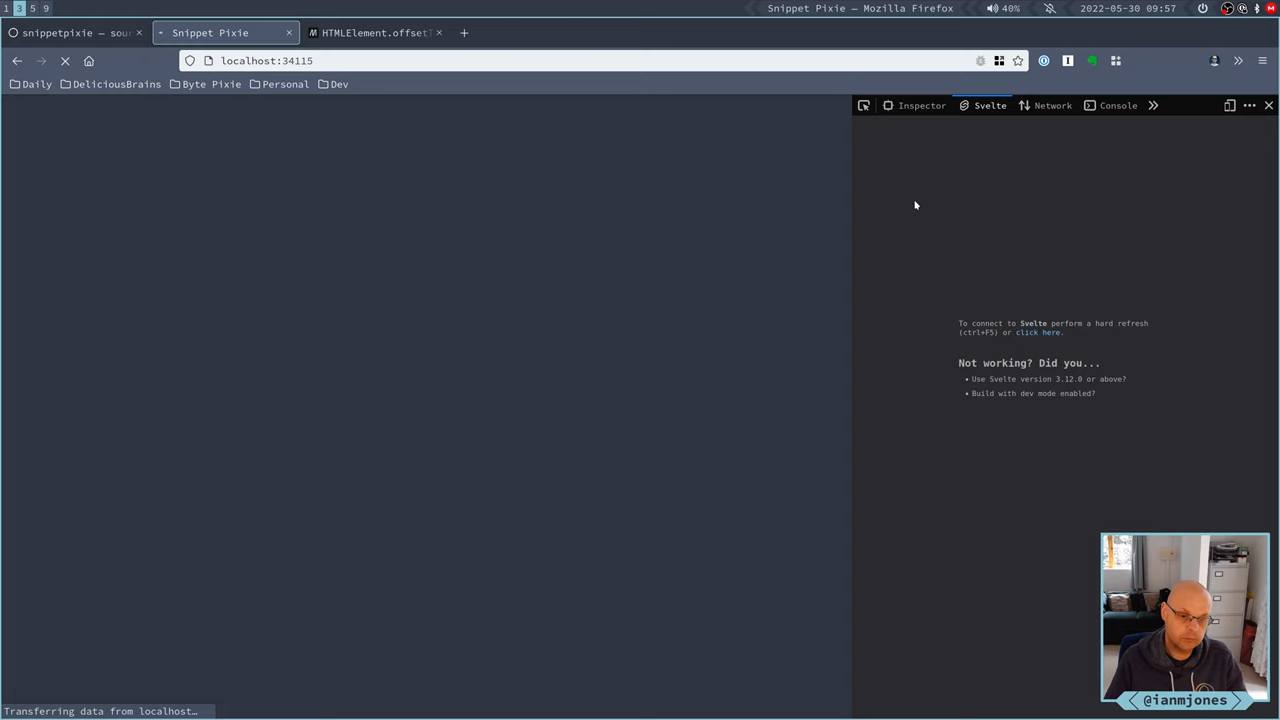 1 3 5 9
Snippet Pixie — Mozilla Firefox
40%
2022-05-30 09:57
snippetpixie — sour
Snippet Pixie
HTMLElement.offsetT
localhost:34115
Daily
DeliciousBrains
Byte Pixie
Personal
Dev
Inspector
Svelte
Network
Console
To connect to Svelte perform a hard refresh
(ctrl+F5) or click here.
Not working? Did you...
• Use Svelte version 3.12.0 or above?
• Build with dev mode enabled?
Transferring data from localhost…
@ianmjones